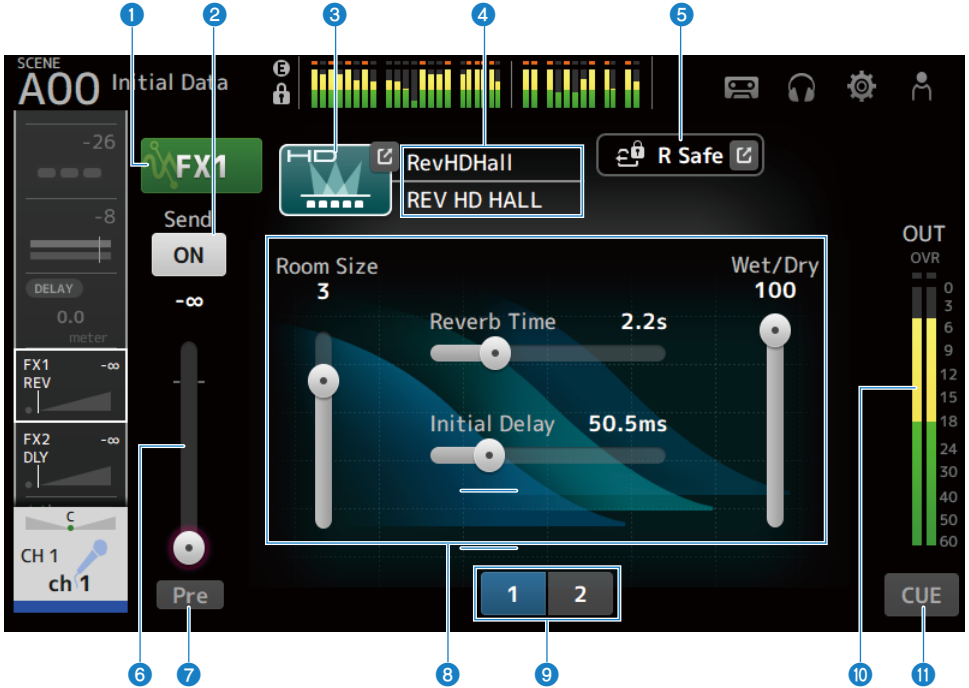 1 2 3 4 5
SCENE
A00 Initial Data
E
-26
-8
DELAY
0.0
meter
FX1 -∞
REV
FX2 -∞
DLY
C
CH 1
ch 1
FX1
Send
ON
-∞
Pre
HD
RevHDHall
REV HD HALL
R Safe
Room Size
3
Reverb Time 2.2s
Initial Delay 50.5ms
Wet/Dry
100
1 2
OUT
OVR
0
3
6
9
12
15
18
24
30
40
50
60
CUE
6 7 8 9 10 11